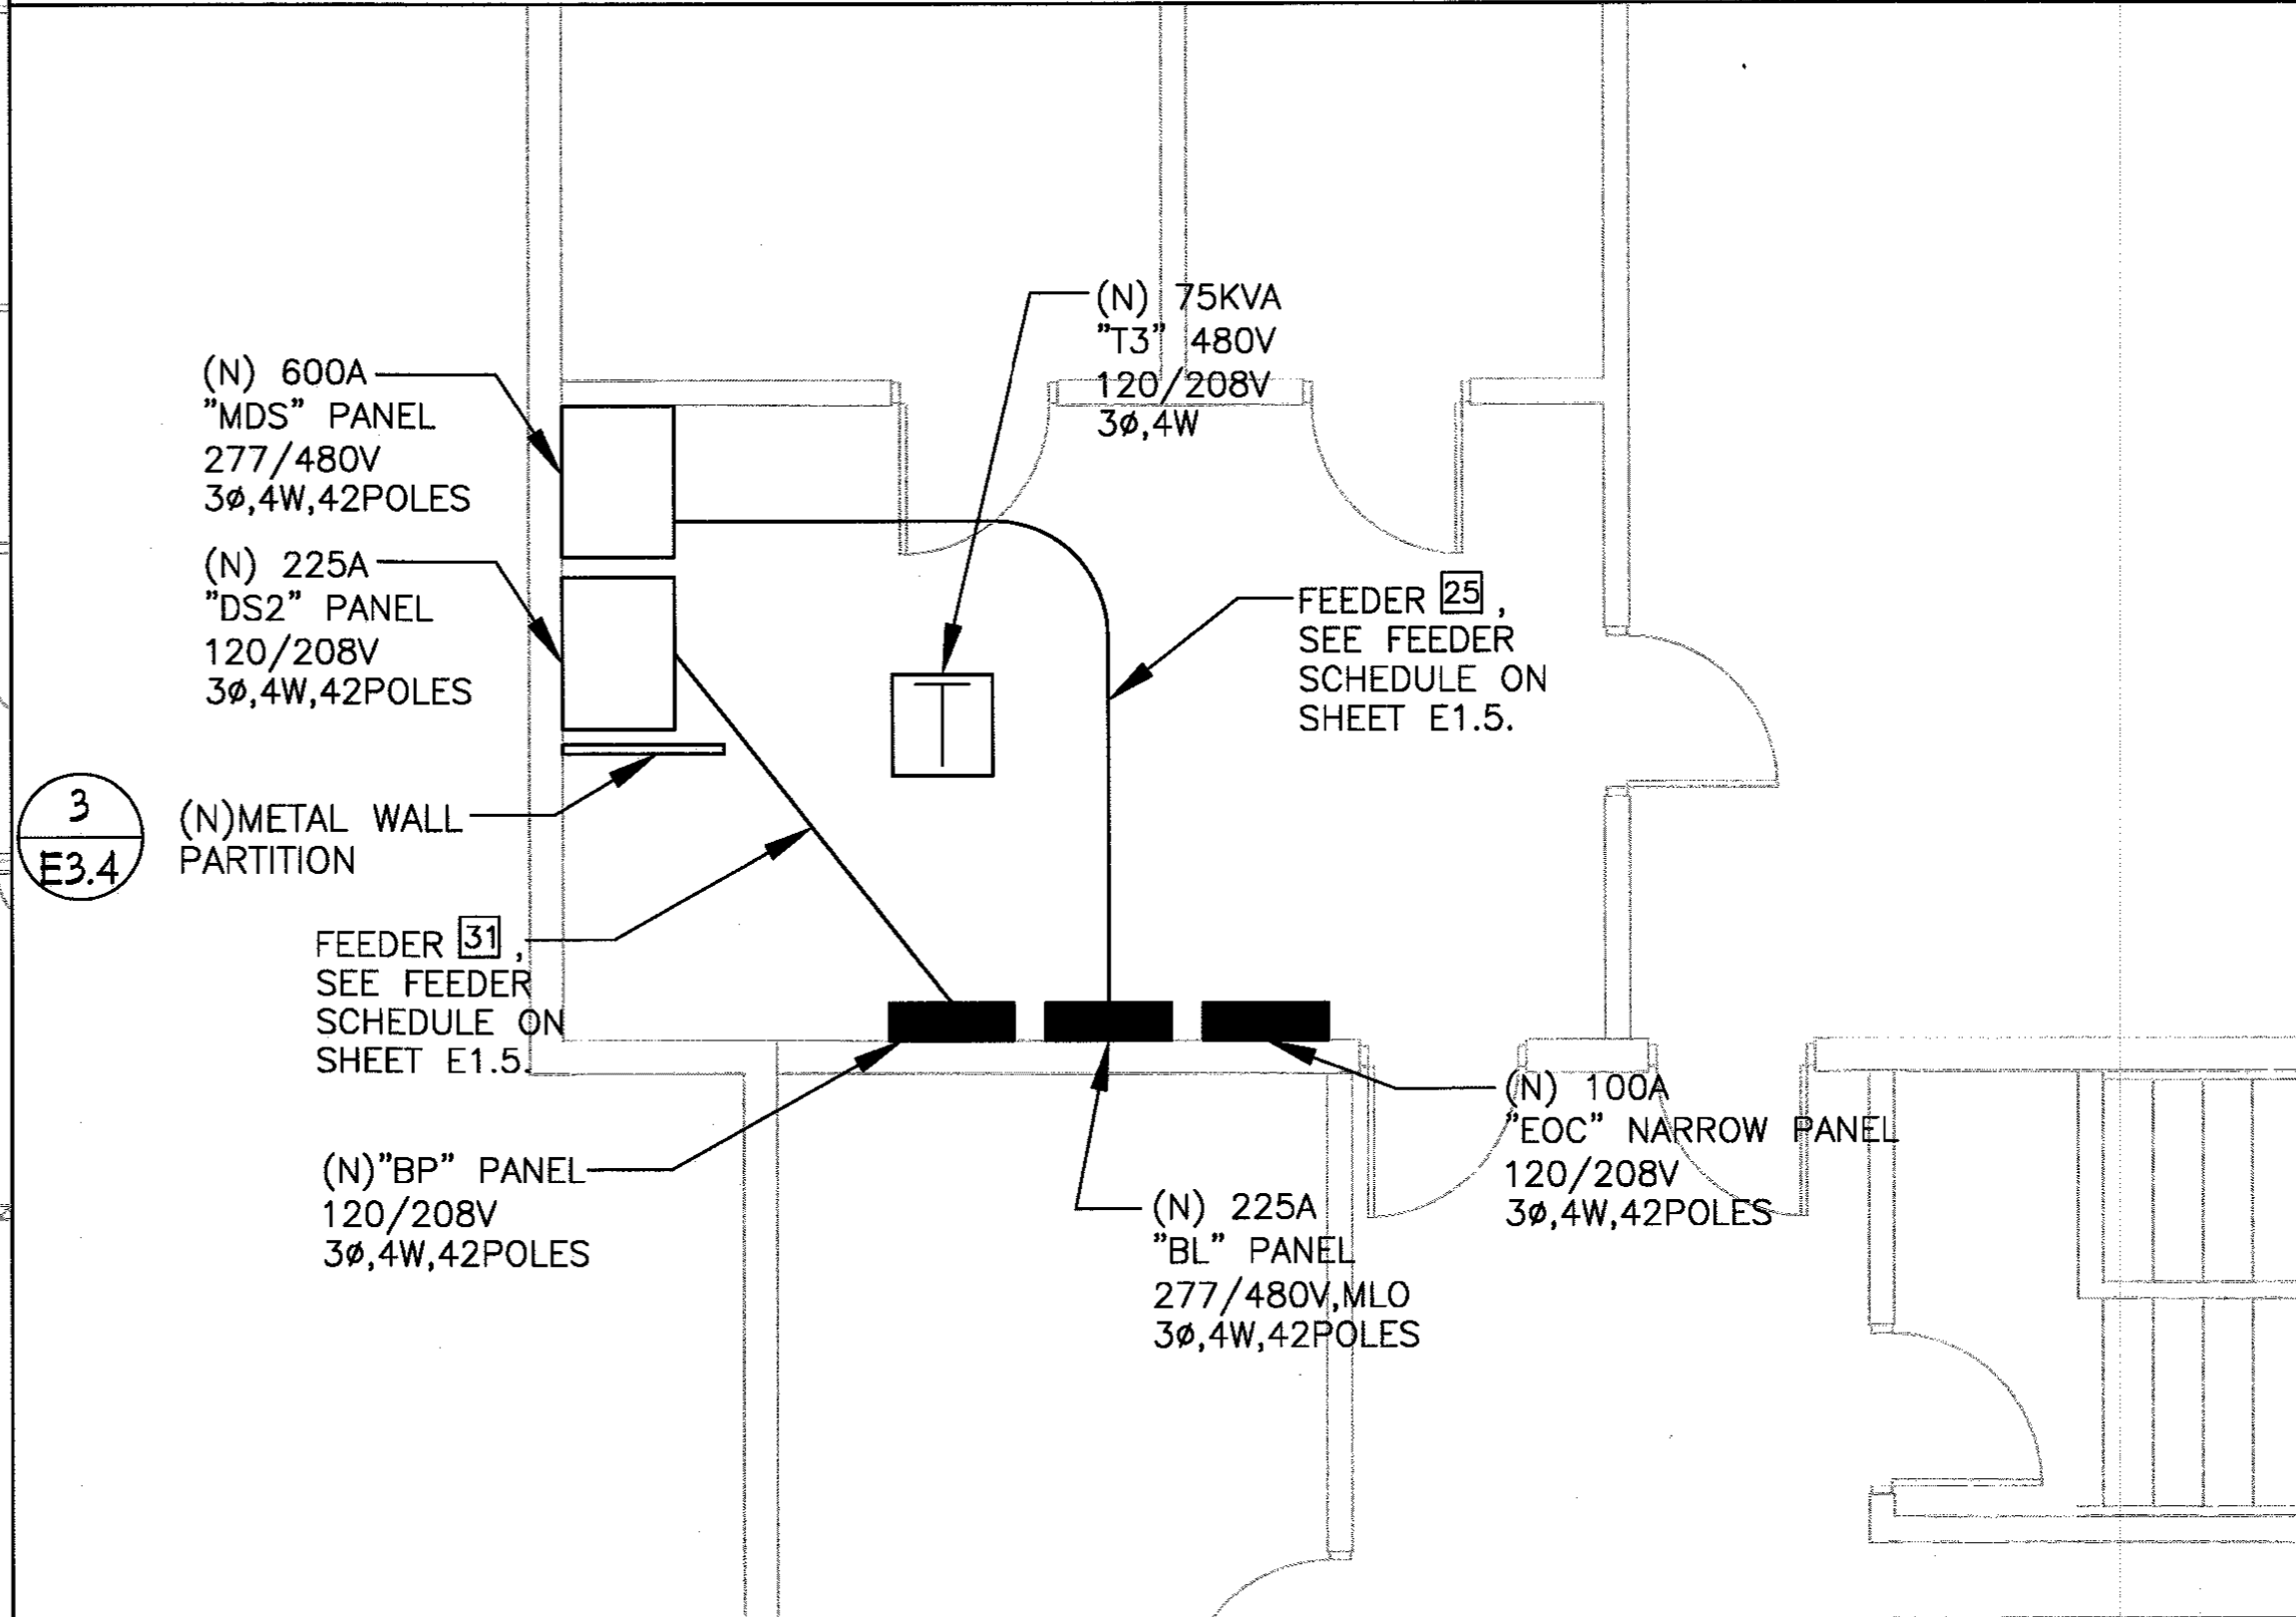 (N) 75KVA
"T3" 480V
120/208V
3ø,4W
(N) 600A
"MDS" PANEL
277/480V
3ø,4W,42POLES
(N) 225A
"DS2" PANEL
120/208V
3ø,4W,42POLES
FEEDER 25 ,
SEE FEEDER
SCHEDULE ON
SHEET E1.5.
T
3
E3.4
(N)METAL WALL
PARTITION
FEEDER 31 ,
SEE FEEDER
SCHEDULE ON
SHEET E1.5.
(N)"BP" PANEL
120/208V
3ø,4W,42POLES
(N) 225A
"BL" PANEL
277/480V,MLO
3ø,4W,42POLES
(N) 100A
"EOC" NARROW PANEL
120/208V
3ø,4W,42POLES